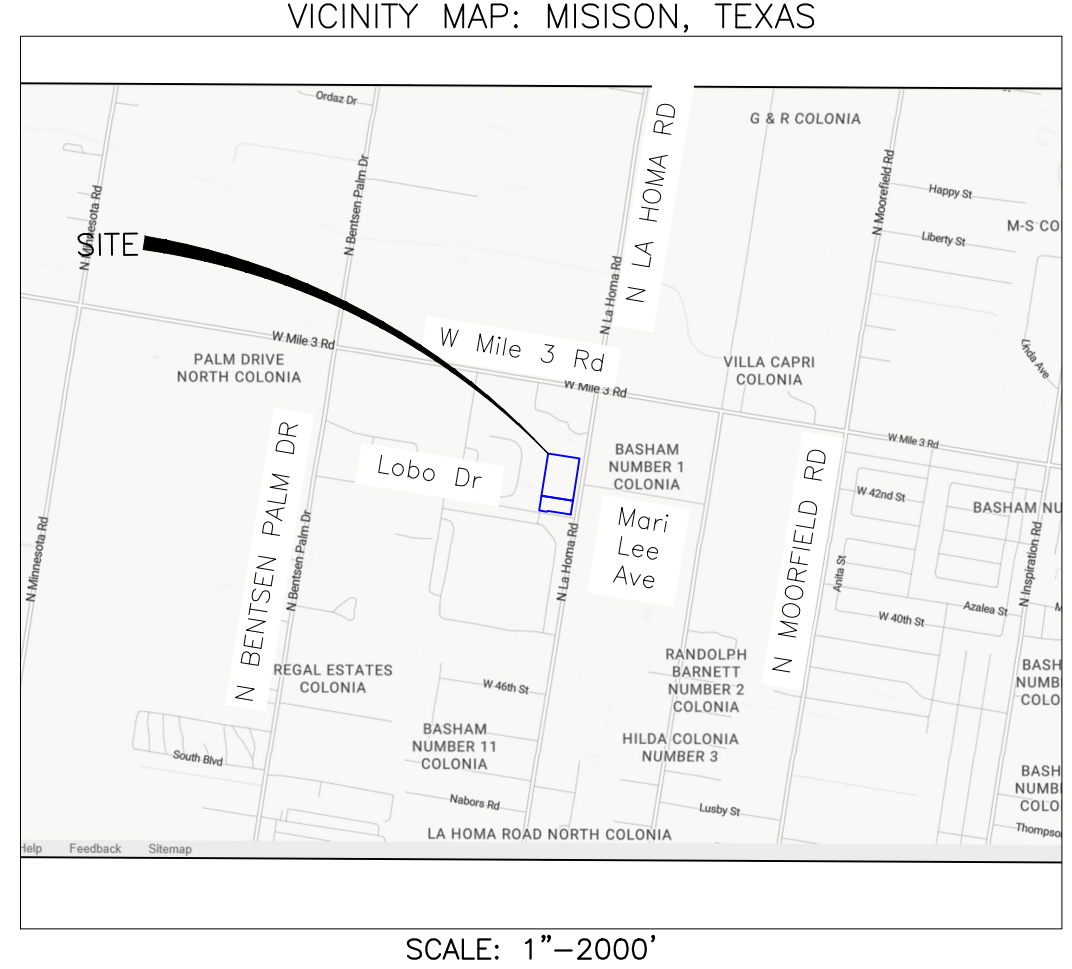 VICINITY MAP: MISISON, TEXAS
Ordaz Dr
G & R COLONIA
N LA HOMA RD
N Minnesota Rd
N Bentsen Palm Dr
N Moorefield Rd
Happy St
M-S CO
Liberty St
SITE
N La Homa Rd
W Mile 3 Rd
W Mile 3 Rd
PALM DRIVE
NORTH COLONIA
W Mile 3 Rd
VILLA CAPRI
COLONIA
Linda Ave
W Mile 3 Rd
N BENTSEN PALM DR
Lobo Dr
BASHAM
NUMBER 1
COLONIA
N MOORFIELD RD
W 42nd St
BASHAM NU
Mari
Lee
Ave
N Minnesota Rd
N Bentsen Palm Dr
N La Homa Rd
Anita St
N Inspiration Rd
Azalea St
W 40th St
M
REGAL ESTATES
COLONIA
W 46th St
RANDOLPH
BARNETT
NUMBER 2
COLONIA
BASH
NUMB
COLO
BASHAM
NUMBER 11
COLONIA
HILDA COLONIA
NUMBER 3
South Blvd
BASH
NUMBI
COLO
Nabors Rd
Lusby St
LA HOMA ROAD NORTH COLONIA
Thompso
Help
Feedback
Sitemap
SCALE: 1"-2000'